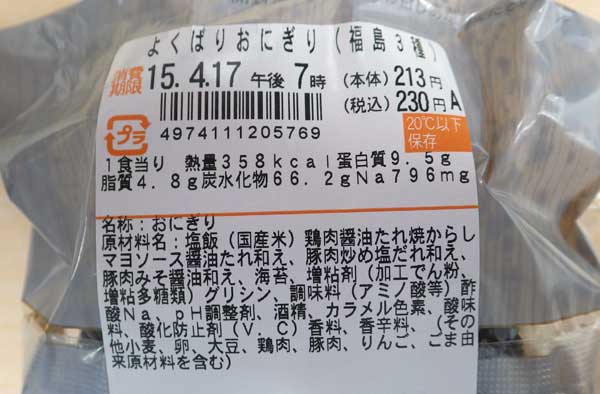 よくばりおにぎり(福島3種)
消費期限 15.4.17 午後7時 (本体) 213円
(税込) 230円 A
プラ
4974111205769
20℃以下保存
1食当り 熱量358kcal蛋白質9.5g
脂質4.8g炭水化物66.2gNa796mg
名称:おにぎり
原材料名:塩飯(国産米)鶏肉醤油たれ焼からし
マヨソース醤油たれ和え、豚肉炒め塩だれ和え、
豚肉みそ醤油和え、海苔、増粘剤(加工でん粉、
増粘多糖類)グリシン、調味料(アミノ酸等)酢
酸Na、pH調整剤、酒精、カラメル色素、酸味
料、酸化防止剤(V.C)香料、香辛料、(その
他小麦、卵、大豆、鶏肉、豚肉、りんご、ごま由
来原材料を含む)